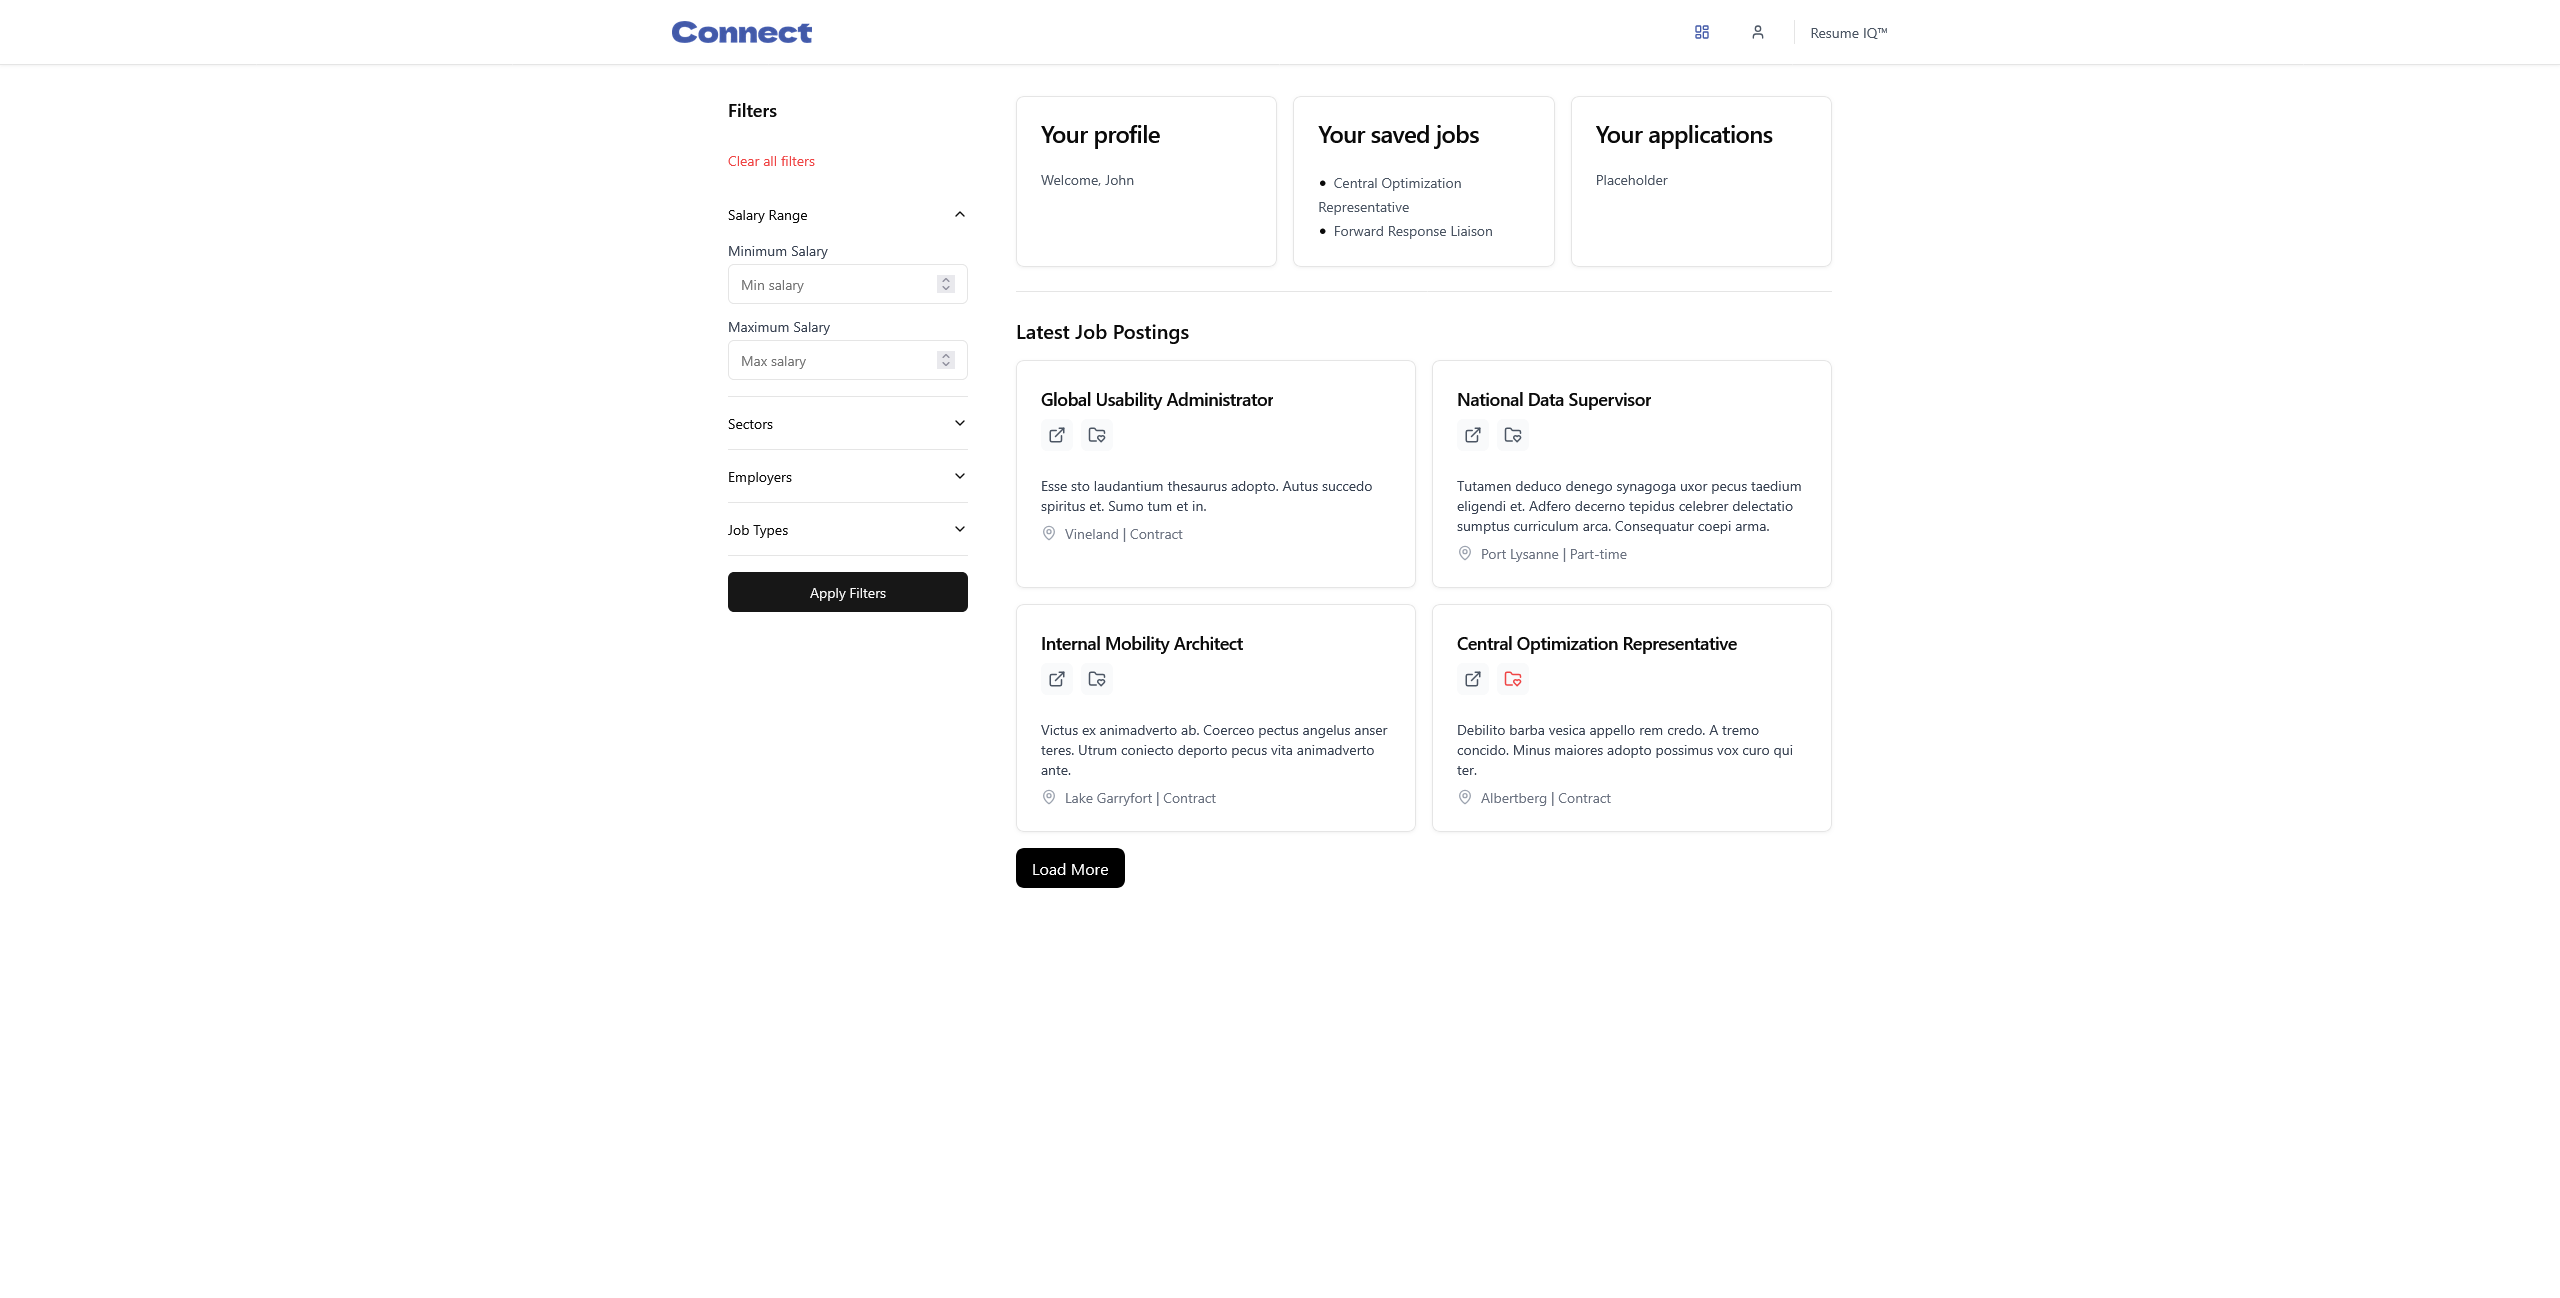 Connect
Resume IQ™
Filters
Clear all filters
Salary Range
Minimum Salary
Min salary
Maximum Salary
Max salary
Sectors
Employers
Job Types
Apply Filters
Your profile
Welcome, John
Your saved jobs
• Central Optimization
Representative
• Forward Response Liaison
Your applications
Placeholder
Latest Job Postings
Global Usability Administrator
Esse sto laudantium thesaurus adopto. Autus succedo
spiritus et. Sumo tum et in.
Vineland | Contract
National Data Supervisor
Tutamen deduco denego synagoga uxor pecus taedium
eligendi et. Adfero decerno tepidus celebrer delectatio
sumptus curriculum arca. Consequatur coepi arma.
Port Lysanne | Part-time
Internal Mobility Architect
Victus ex animadverto ab. Coerceo pectus angelus anser
teres. Utrum coniecto deporto pecus vita animadverto
ante.
Lake Garryfort | Contract
Central Optimization Representative
Debilito barba vesica appello rem credo. A tremo
concido. Minus maiores adopto possimus vox curo qui
ter.
Albertberg | Contract
Load More